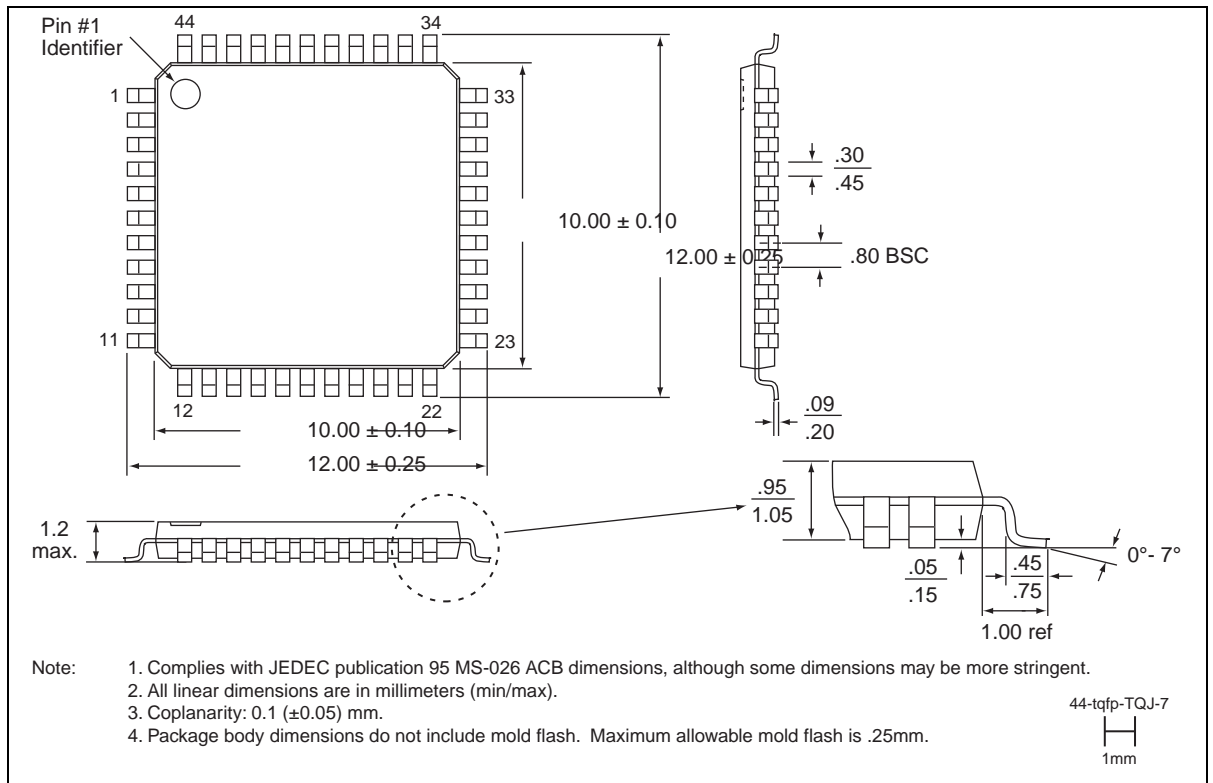 Pin #1
Identifier
44
34
1
33
.30
.45
10.00 ± 0.10
12.00 ± 0.25
.80 BSC
11
23
12
22
.09
.20
10.00 ± 0.10
12.00 ± 0.25
.95
1.05
1.2
max.
0°- 7°
.05
.15
.45
.75
1.00 ref
Note:
1. Complies with JEDEC publication 95 MS-026 ACB dimensions, although some dimensions may be more stringent.
2. All linear dimensions are in millimeters (min/max).
3. Coplanarity: 0.1 (±0.05) mm.
4. Package body dimensions do not include mold flash. Maximum allowable mold flash is .25mm.
44-tqfp-TQJ-7
1mm